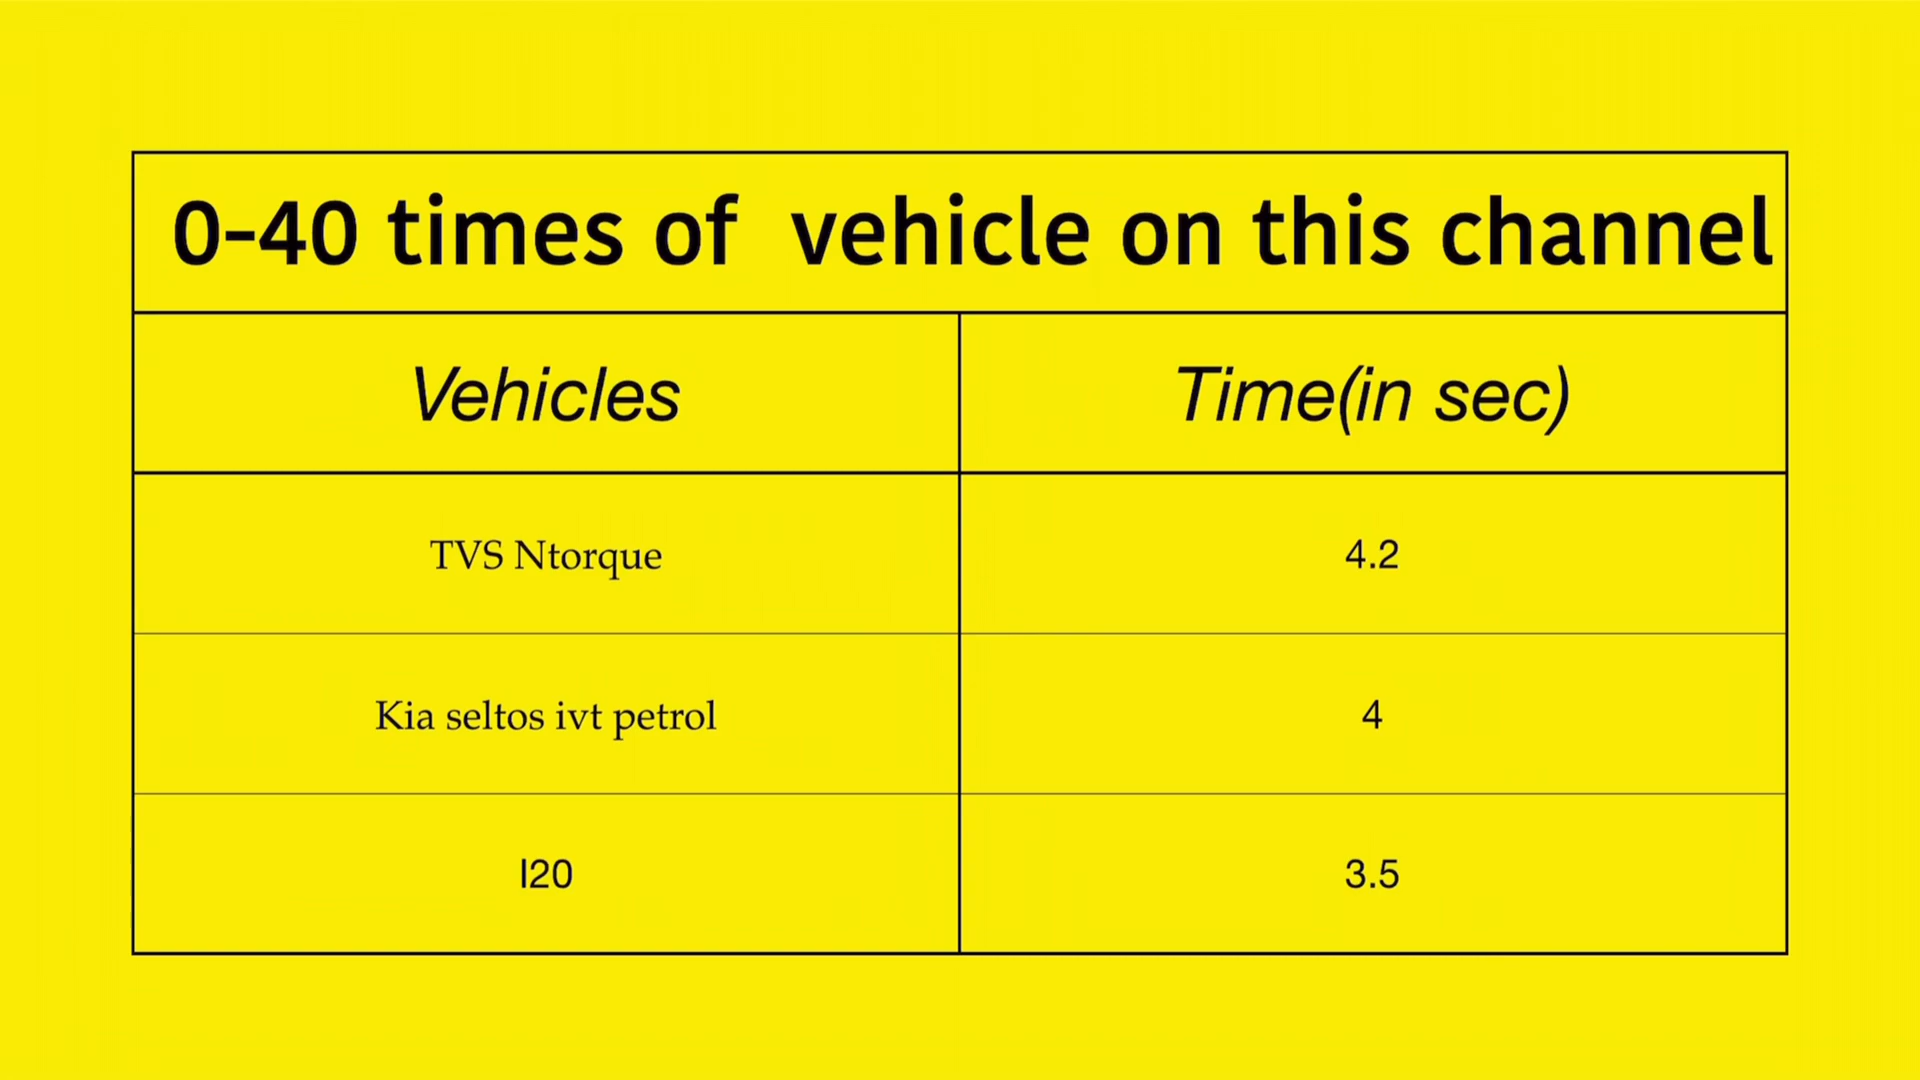 0-40 times of vehicle on this channel
Vehicles Time(in sec)
TVS Ntorque 4.2
Kia seltos ivt petrol 4
I20 3.5